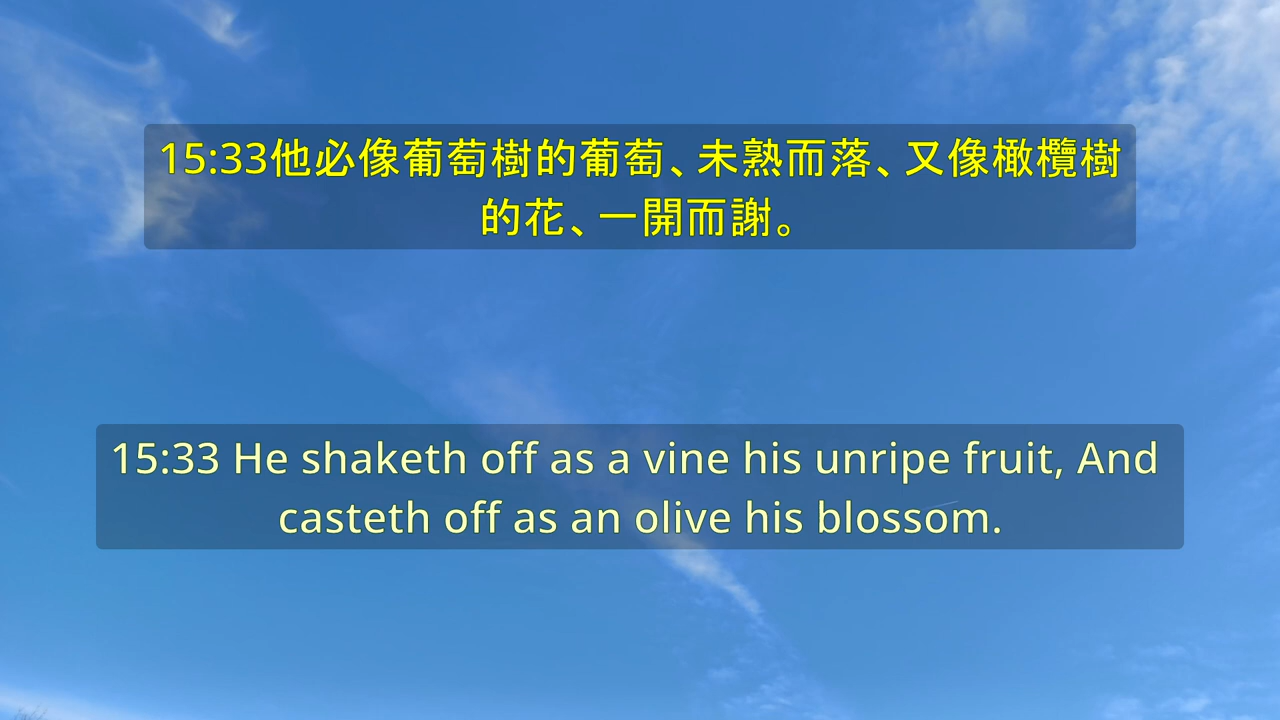 15:33他必像葡萄樹的葡萄、未熟而落、又像橄欖樹
的花、一開而謝。
15:33 He shaketh off as a vine his unripe fruit, And
casteth off as an olive his blossom.